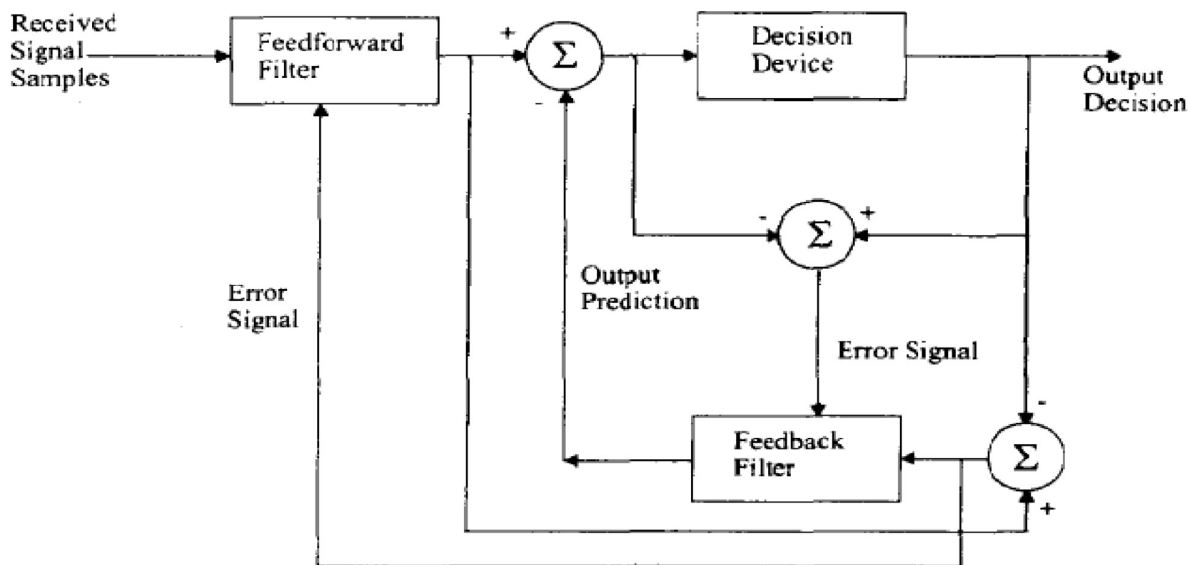 Received
Signal
Samples
Feedforward
Filter
+
Σ
-
Decision
Device
Output
Decision
-
Σ
+
Error
Signal
Output
Prediction
Error Signal
-
Feedback
Filter
Σ
+